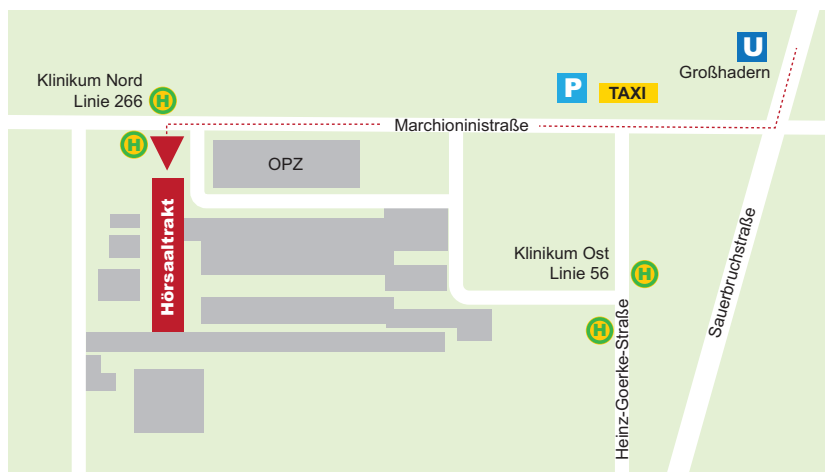 U
Großhadern
Klinikum Nord
Linie 266
H
P
TAXI
Marchioninistraße
H
OPZ
Hörsaaltrakt
Klinikum Ost
Linie 56
H
H
Heinz-Goerke-Straße
Sauerbruchstraße